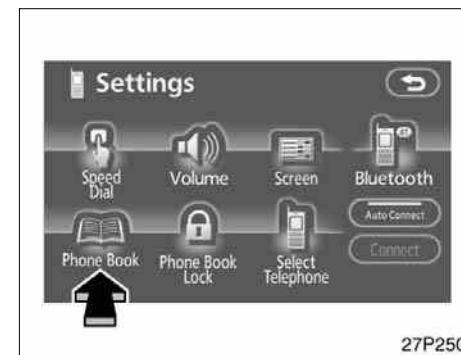 Settings
Speed
Dial
Volume
Screen
Bluetooth
Auto Connect
Phone Book
Phone Book
Lock
Select
Telephone
Connect
27P250